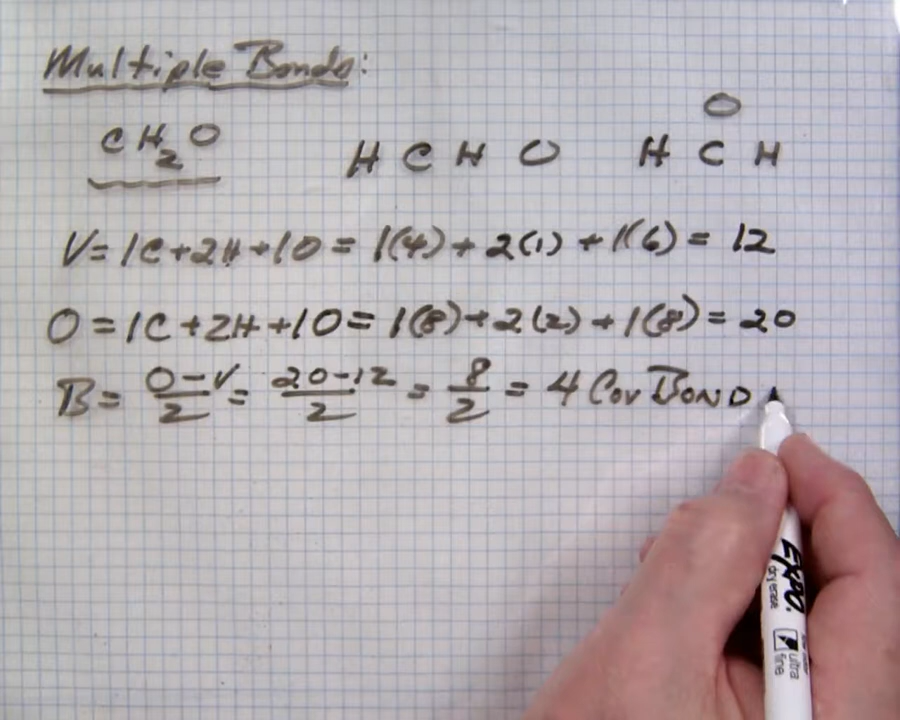 Multiple Bonds:
O
CH₂O H C H O H C H
V = 1C + 2H + 1O = 1(4) + 2(1) + 1(6) = 12
O = 1C + 2H + 1O = 1(8) + 2(2) + 1(8) = 20
B = O-V/2 = 20-12/2 = 8/2 = 4 Cov BOND
EXPO.
dry erase
ultra
fine